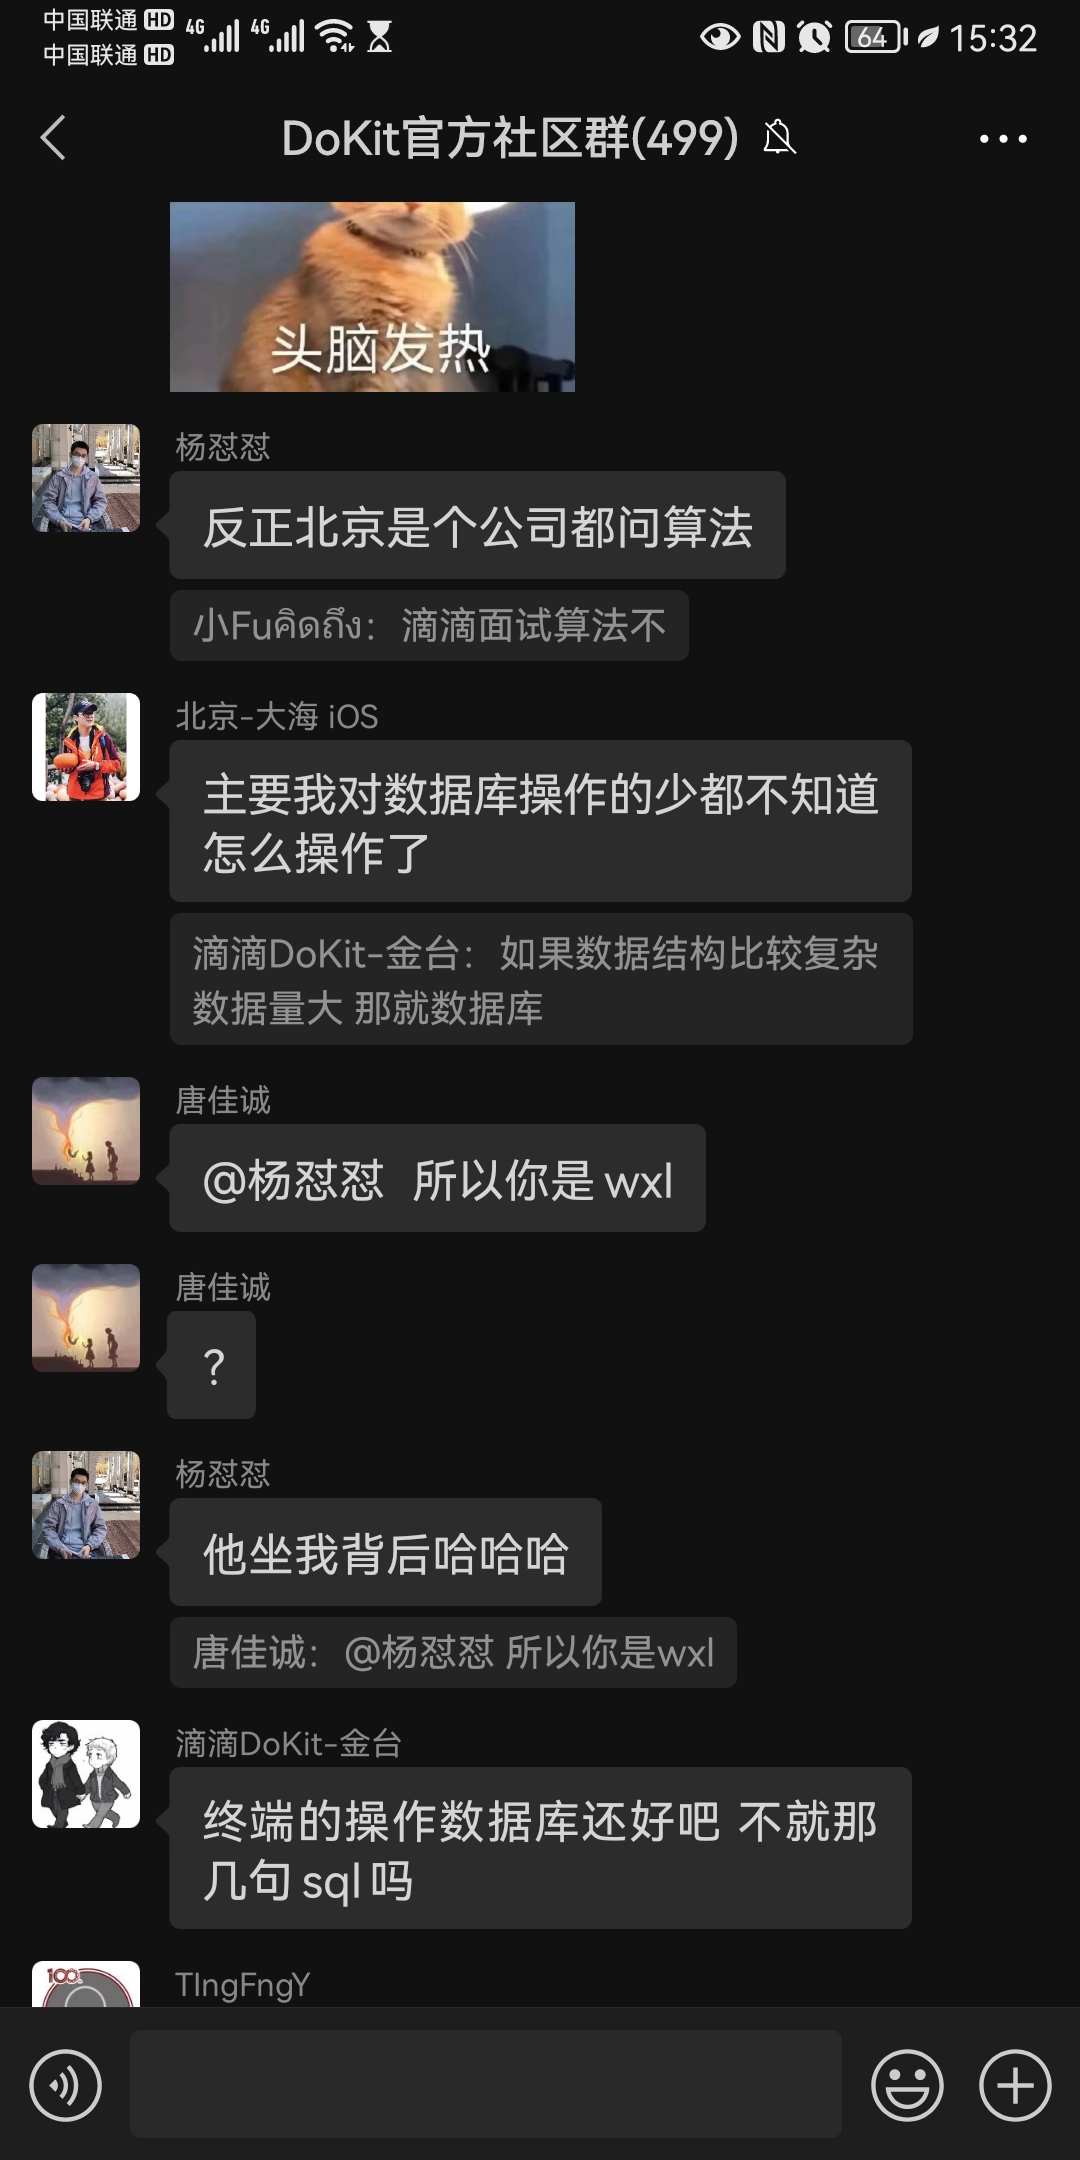 中国联通 HD 4G 4G 64 15:32
中国联通 HD
DoKit官方社区群(499)
头脑发热
杨怼怼
反正北京是个公司都问算法
小Fuคิดถึง：滴滴面试算法不
北京-大海 iOS
主要我对数据库操作的少都不知道
怎么操作了
滴滴DoKit-金台：如果数据结构比较复杂
数据量大 那就数据库
唐佳诚
@杨怼怼 所以你是 wxl
唐佳诚
?
杨怼怼
他坐我背后哈哈哈
唐佳诚：@杨怼怼 所以你是wxl
滴滴DoKit-金台
终端的操作数据库还好吧 不就那
几句 sql 吗
100
TIngFngY